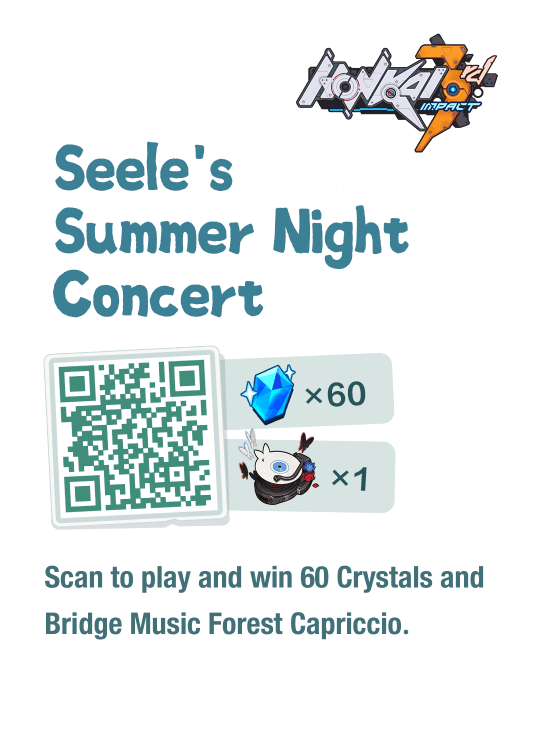 HONKAI 3rd
IMPACT
Seele's
Summer Night
Concert
×60
×1
Scan to play and win 60 Crystals and
Bridge Music Forest Capriccio.